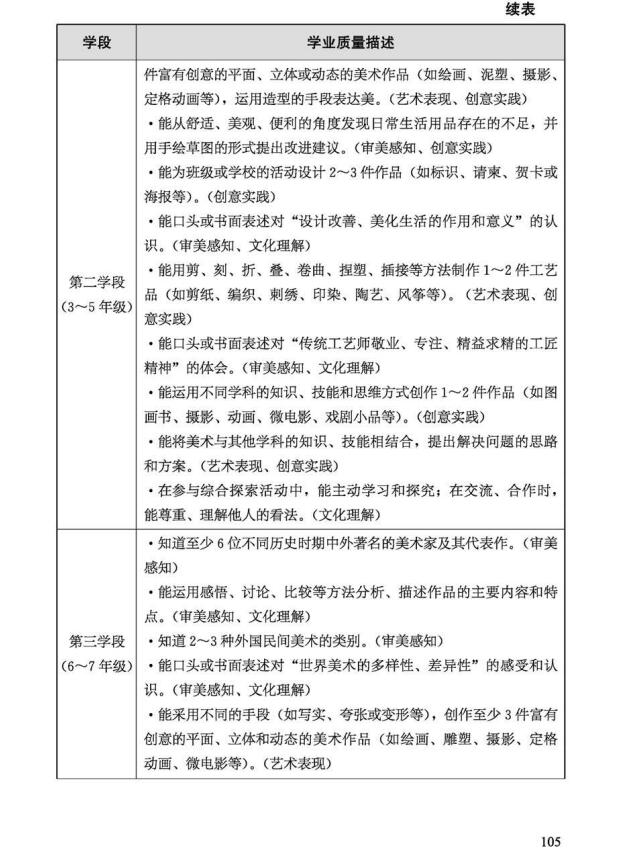 续表
学段
学业质量描述
第二学段
（3～5 年级）
件富有创意的平面、立体或动态的美术作品（如绘画、泥塑、摄影、
定格动画等），运用造型的手段表达美。（艺术表现、创意实践）
·能从舒适、美观、便利的角度发现日常生活用品存在的不足，并
用手绘草图的形式提出改进建议。（审美感知、创意实践）
·能为班级或学校的活动设计 2～3 件作品（如标识、请柬、贺卡或
海报等）。（创意实践）
·能口头或书面表述对“设计改善、美化生活的作用和意义”的认
识。（审美感知、文化理解）
·能用剪、刻、折、叠、卷曲、捏塑、插接等方法制作 1～2 件工艺
品（如剪纸、编织、刺绣、印染、陶艺、风筝等）。（艺术表现、创
意实践）
·能口头或书面表述对“传统工艺师敬业、专注、精益求精的工匠
精神”的体会。（审美感知、文化理解）
·能运用不同学科的知识、技能和思维方式创作 1～2 件作品（如图
画书、摄影、动画、微电影、戏剧小品等）。（创意实践）
·能将美术与其他学科的知识、技能相结合，提出解决问题的思路
和方案。（艺术表现、创意实践）
·在参与综合探索活动中，能主动学习和探究；在交流、合作时，
能尊重、理解他人的看法。（文化理解）
第三学段
（6～7 年级）
·知道至少 6 位不同历史时期中外著名的美术家及其代表作。（审美
感知）
·能运用感悟、讨论、比较等方法分析、描述作品的主要内容和特
点。（审美感知、文化理解）
·知道 2～3 种外国民间美术的类别。（审美感知）
·能口头或书面表述对“世界美术的多样性、差异性”的感受和认
识。（审美感知、文化理解）
·能采用不同的手段（如写实、夸张或变形等），创作至少 3 件富有
创意的平面、立体和动态的美术作品（如绘画、雕塑、摄影、定格
动画、微电影等）。（艺术表现）
105